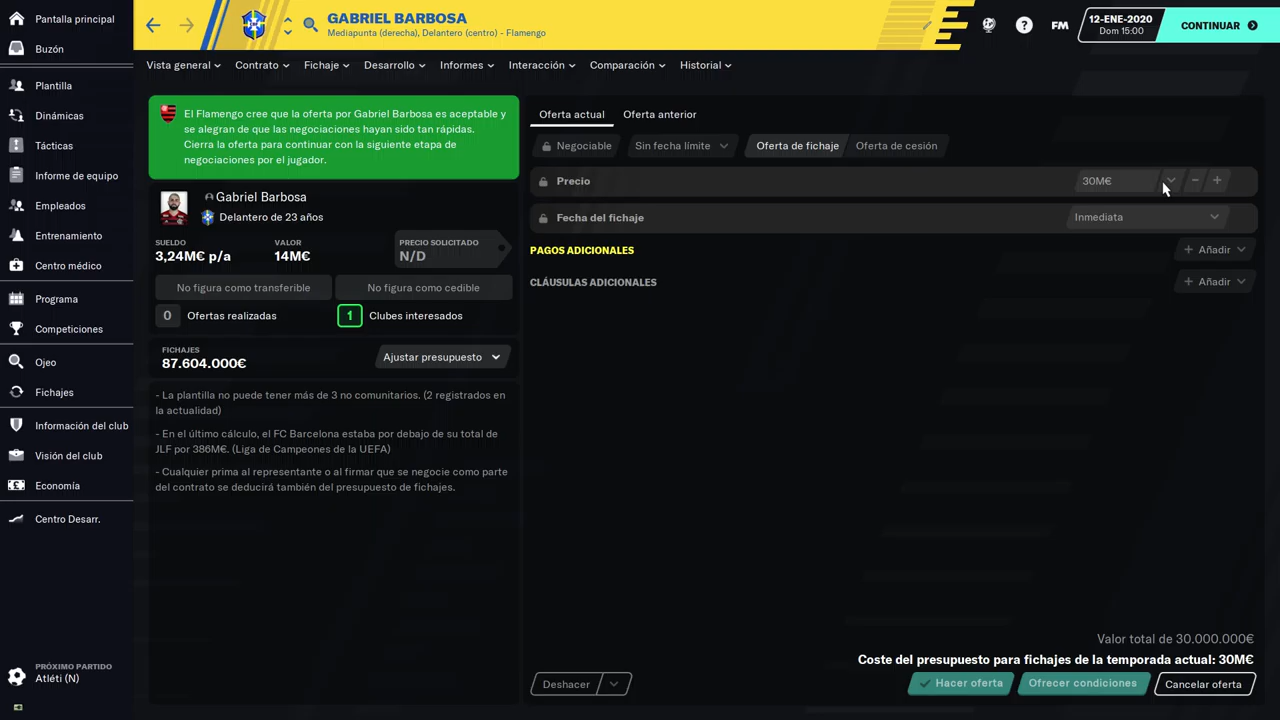 Pantalla principal
Buzón
Plantilla
Dinámicas
Tácticas
Informe de equipo
Empleados
Entrenamiento
Centro médico
Programa
Competiciones
Ojeo
Fichajes
Información del club
Visión del club
Economía
Centro Desarr.
PRÓXIMO PARTIDO
Atléti (N)
GABRIEL BARBOSA
Mediapunta (derecha), Delantero (centro) - Flamengo
FM
12-ENE-2020
Dom 15:00
CONTINUAR
Vista general
Contrato
Fichaje
Desarrollo
Informes
Interacción
Comparación
Historial
El Flamengo cree que la oferta por Gabriel Barbosa es aceptable y
se alegran de que las negociaciones hayan sido tan rápidas.
Cierra la oferta para continuar con la siguiente etapa de
negociaciones por el jugador.
Gabriel Barbosa
Delantero de 23 años
SUELDO
3,24M€ p/a
VALOR
14M€
PRECIO SOLICITADO
N/D
No figura como transferible
No figura como cedible
0 Ofertas realizadas
1 Clubes interesados
FICHAJES
87.604.000€
Ajustar presupuesto
- La plantilla no puede tener más de 3 no comunitarios. (2 registrados en
la actualidad)
- En el último cálculo, el FC Barcelona estaba por debajo de su total de
JLF por 386M€. (Liga de Campeones de la UEFA)
- Cualquier prima al representante o al firmar que se negocie como parte
del contrato se deducirá también del presupuesto de fichajes.
Oferta actual
Oferta anterior
Negociable
Sin fecha límite
Oferta de fichaje
Oferta de cesión
Precio
30M€
Fecha del fichaje
Inmediata
PAGOS ADICIONALES
+ Añadir
CLÁUSULAS ADICIONALES
+ Añadir
Valor total de 30.000.000€
Coste del presupuesto para fichajes de la temporada actual: 30M€
Deshacer
Hacer oferta
Ofrecer condiciones
Cancelar oferta